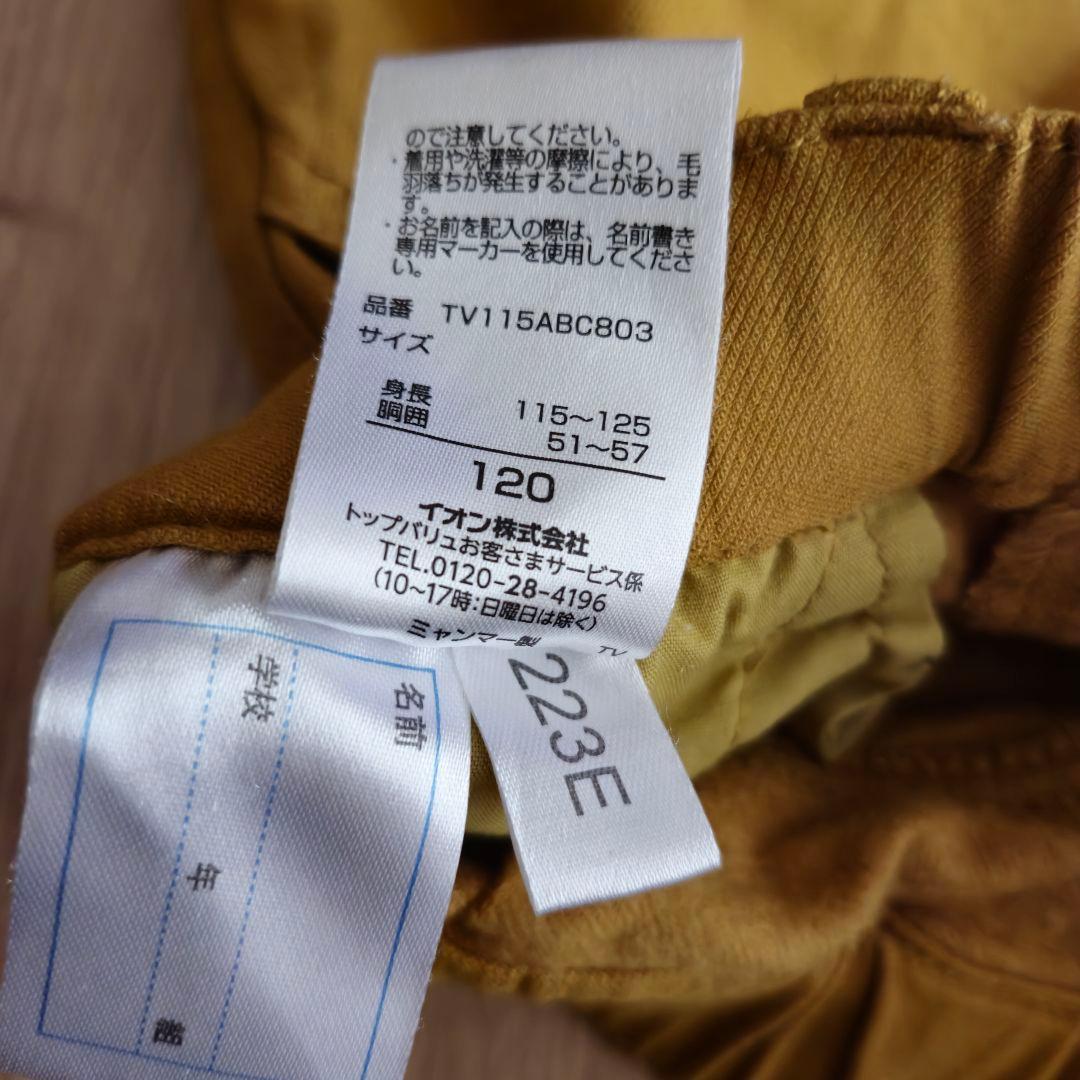 ので注意してください。
・着用や洗濯等の摩擦により、毛
羽落ちが発生することがありま
す。
・お名前を記入の際は、名前書き
専用マーカーを使用してくださ
い。
品番 TV115ABC803
サイズ
身長 115~125
胴囲 51~57
120
イオン株式会社
トップバリュお客さまサービス係
TEL.0120-28-4196
(10~17時:日曜日は除く)
ミャンマー製 TV
223E
名前
学校
年
組